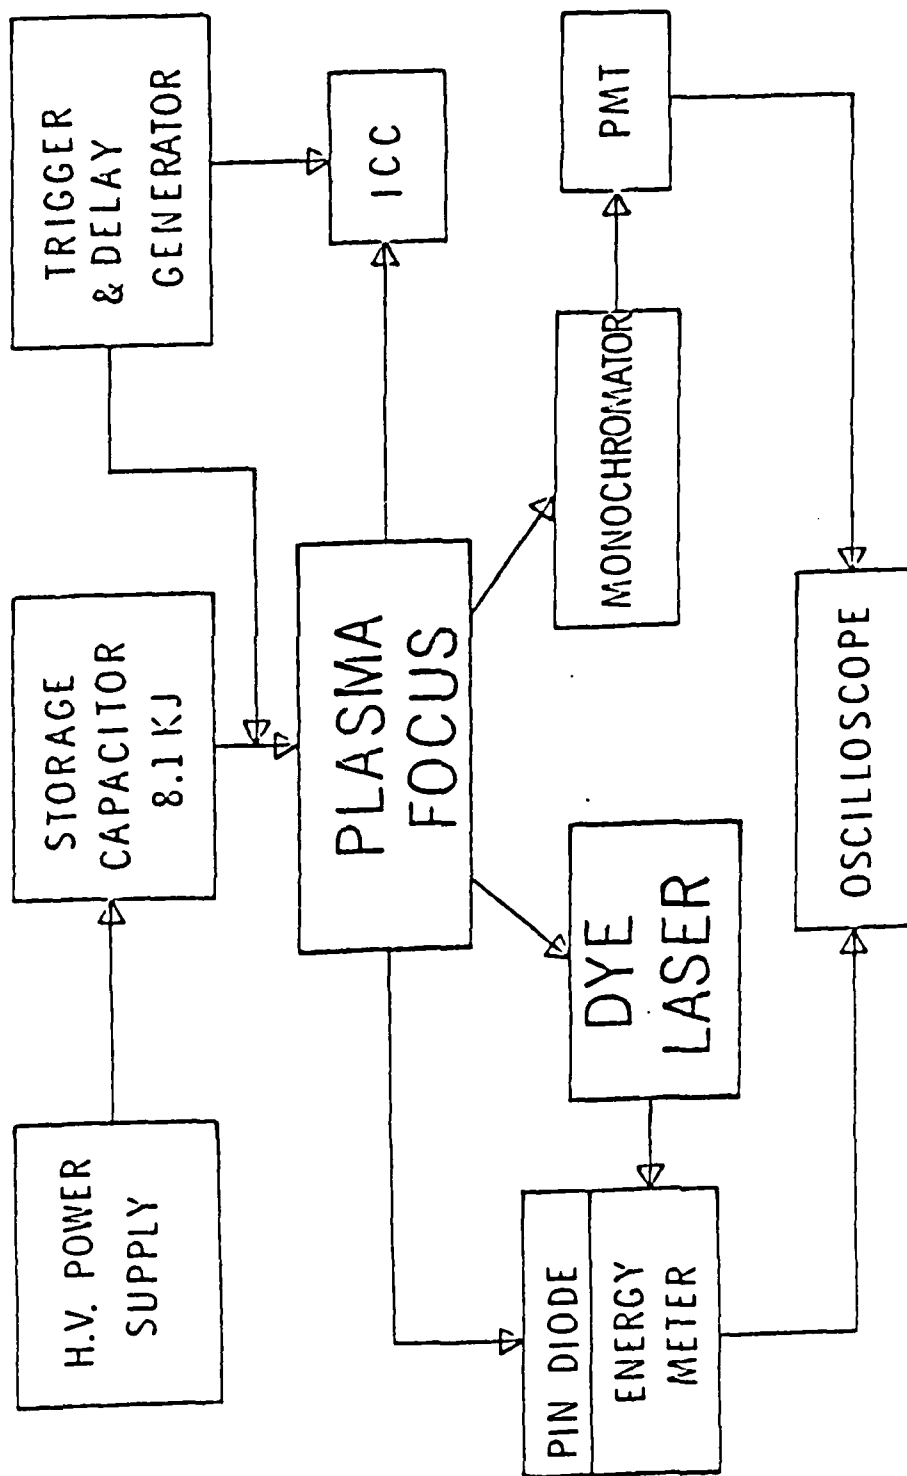 H.V. POWER
SUPPLY
STORAGE
CAPACITOR
8.1 KJ
TRIGGER
& DELAY
GENERATOR
PLASMA
FOCUS
ICC
PIN DIODE
ENERGY
METER
DYE
LASER
MONOCHROMATOR
PMT
OSCILLOSCOPE